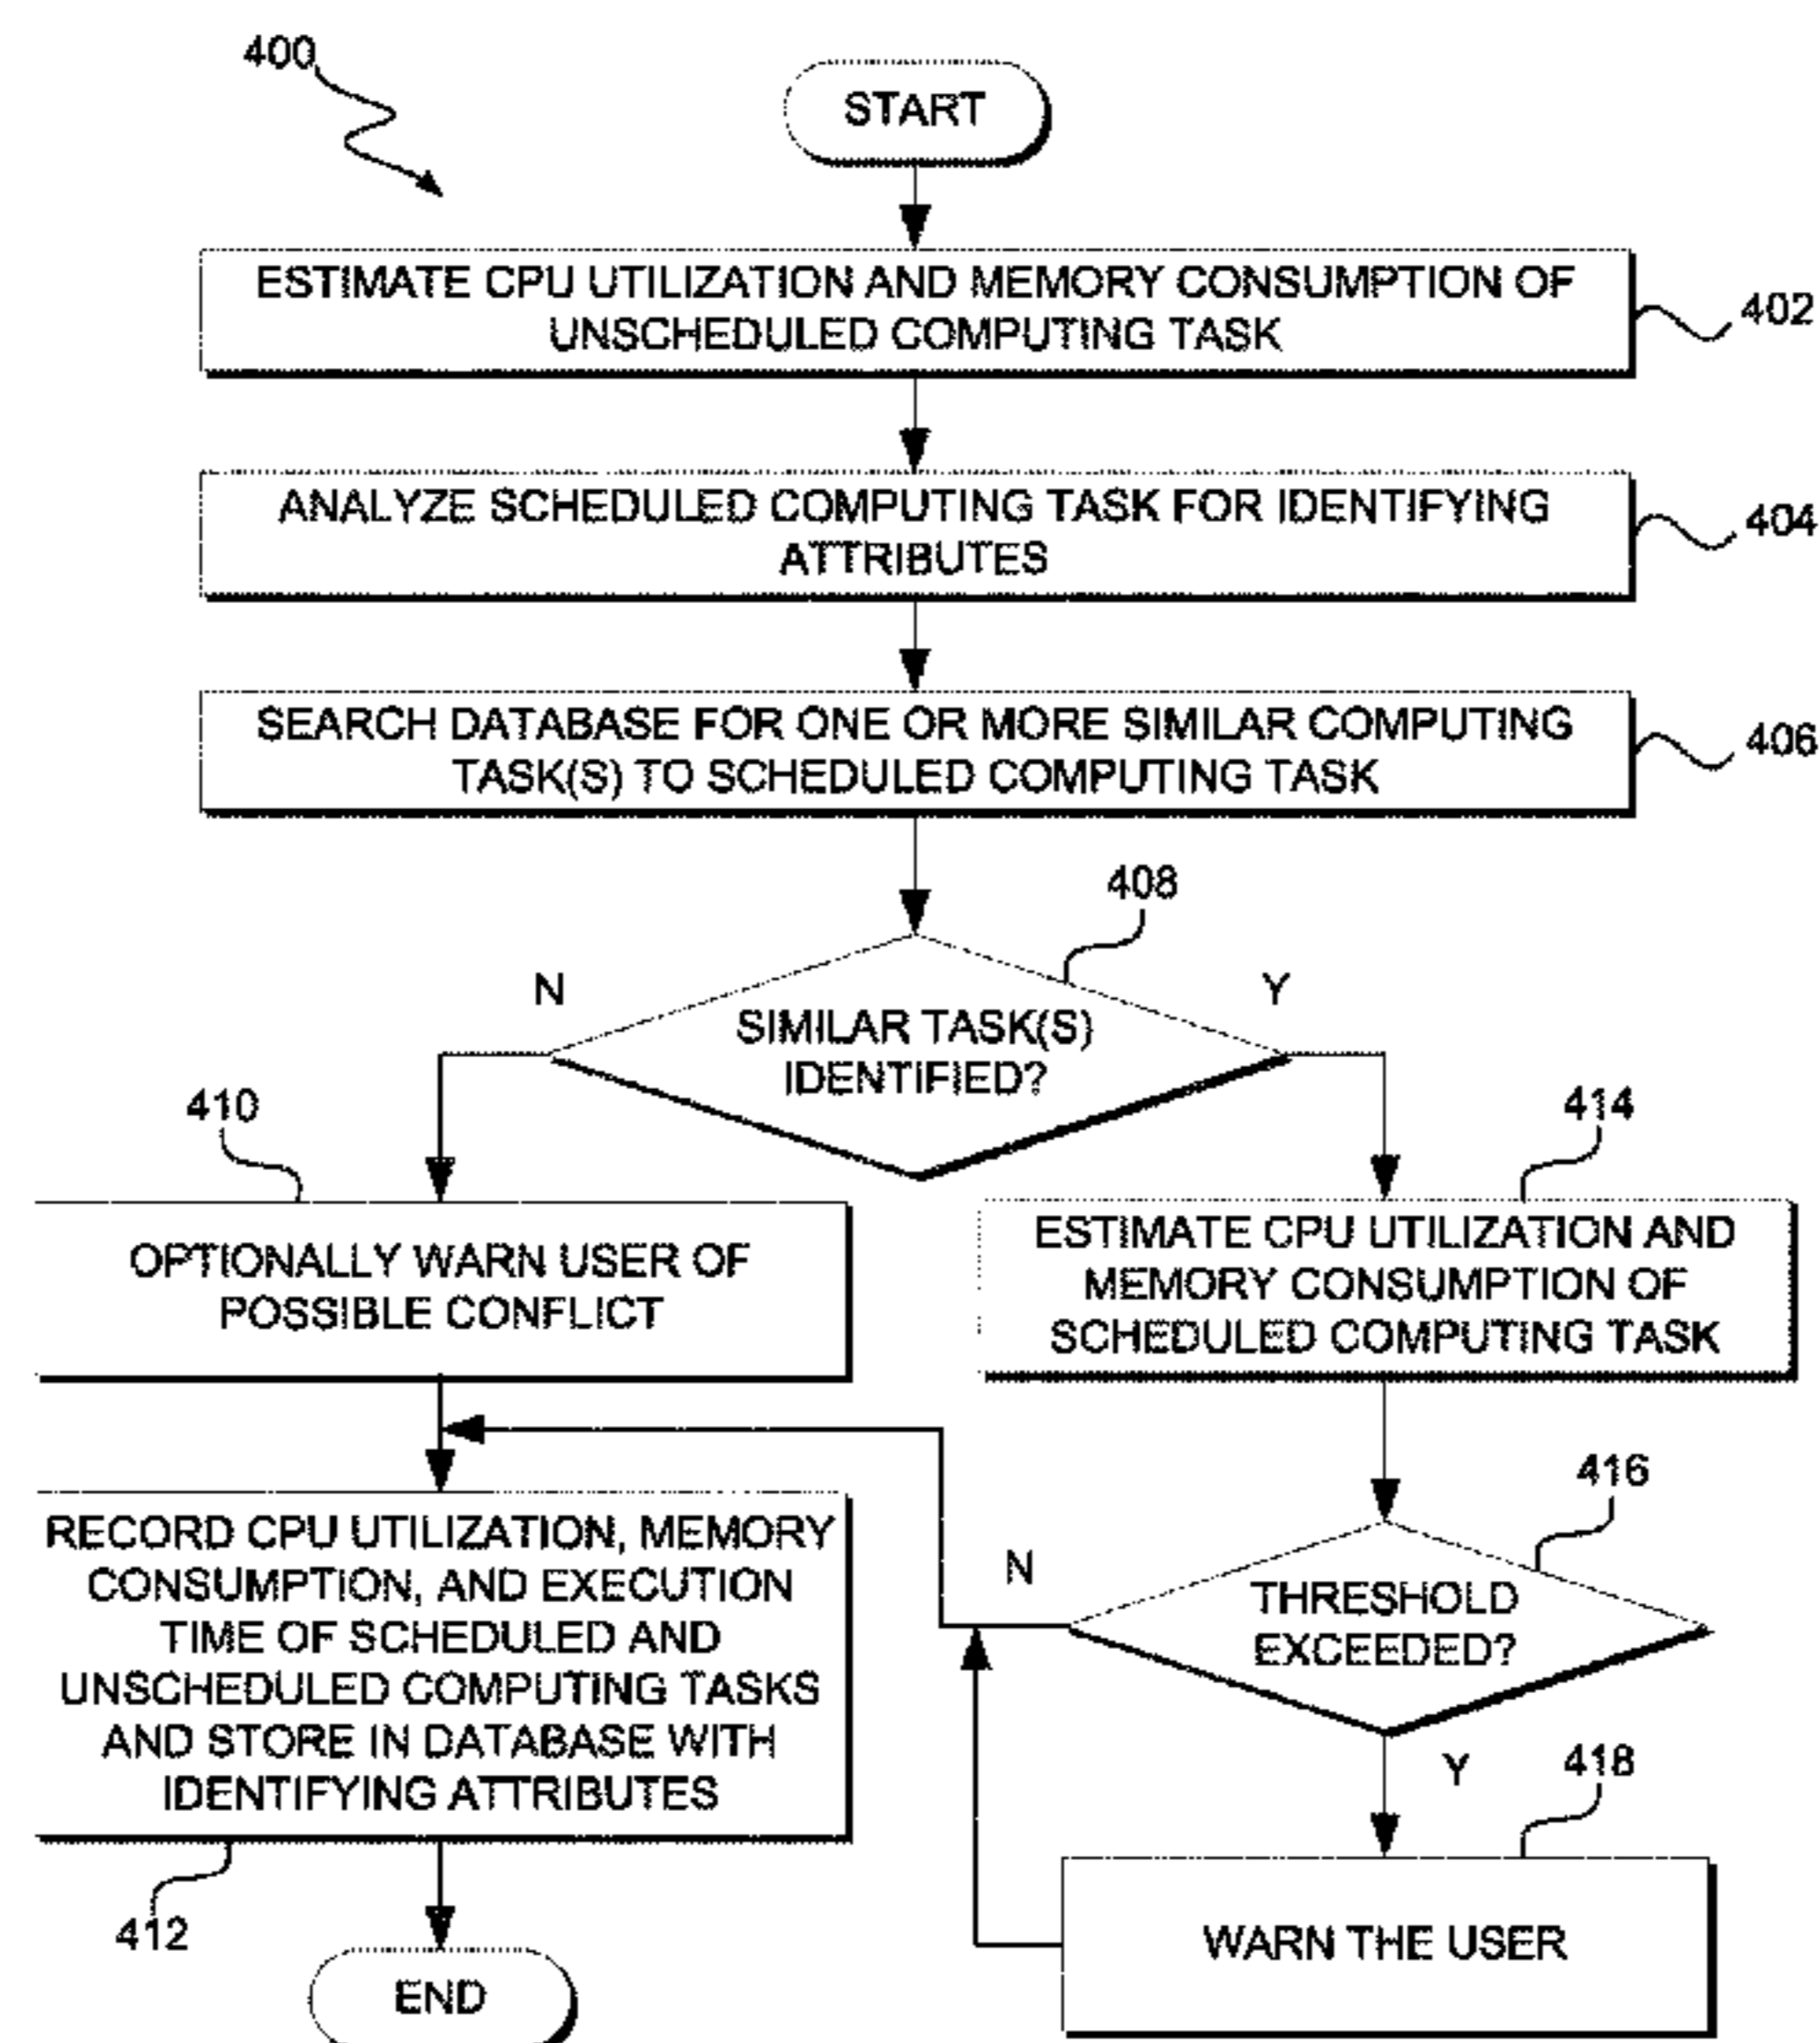 400
START
ESTIMATE CPU UTILIZATION AND MEMORY CONSUMPTION OF
UNSCHEDULED COMPUTING TASK
402
ANALYZE SCHEDULED COMPUTING TASK FOR IDENTIFYING
ATTRIBUTES
404
SEARCH DATABASE FOR ONE OR MORE SIMILAR COMPUTING
TASK(S) TO SCHEDULED COMPUTING TASK
406
408
N
Y
SIMILAR TASK(S)
IDENTIFIED?
410
OPTIONALLY WARN USER OF
POSSIBLE CONFLICT
414
ESTIMATE CPU UTILIZATION AND
MEMORY CONSUMPTION OF
SCHEDULED COMPUTING TASK
416
N
THRESHOLD
EXCEEDED?
Y
RECORD CPU UTILIZATION, MEMORY
CONSUMPTION, AND EXECUTION
TIME OF SCHEDULED AND
UNSCHEDULED COMPUTING TASKS
AND STORE IN DATABASE WITH
IDENTIFYING ATTRIBUTES
412
418
WARN THE USER
END